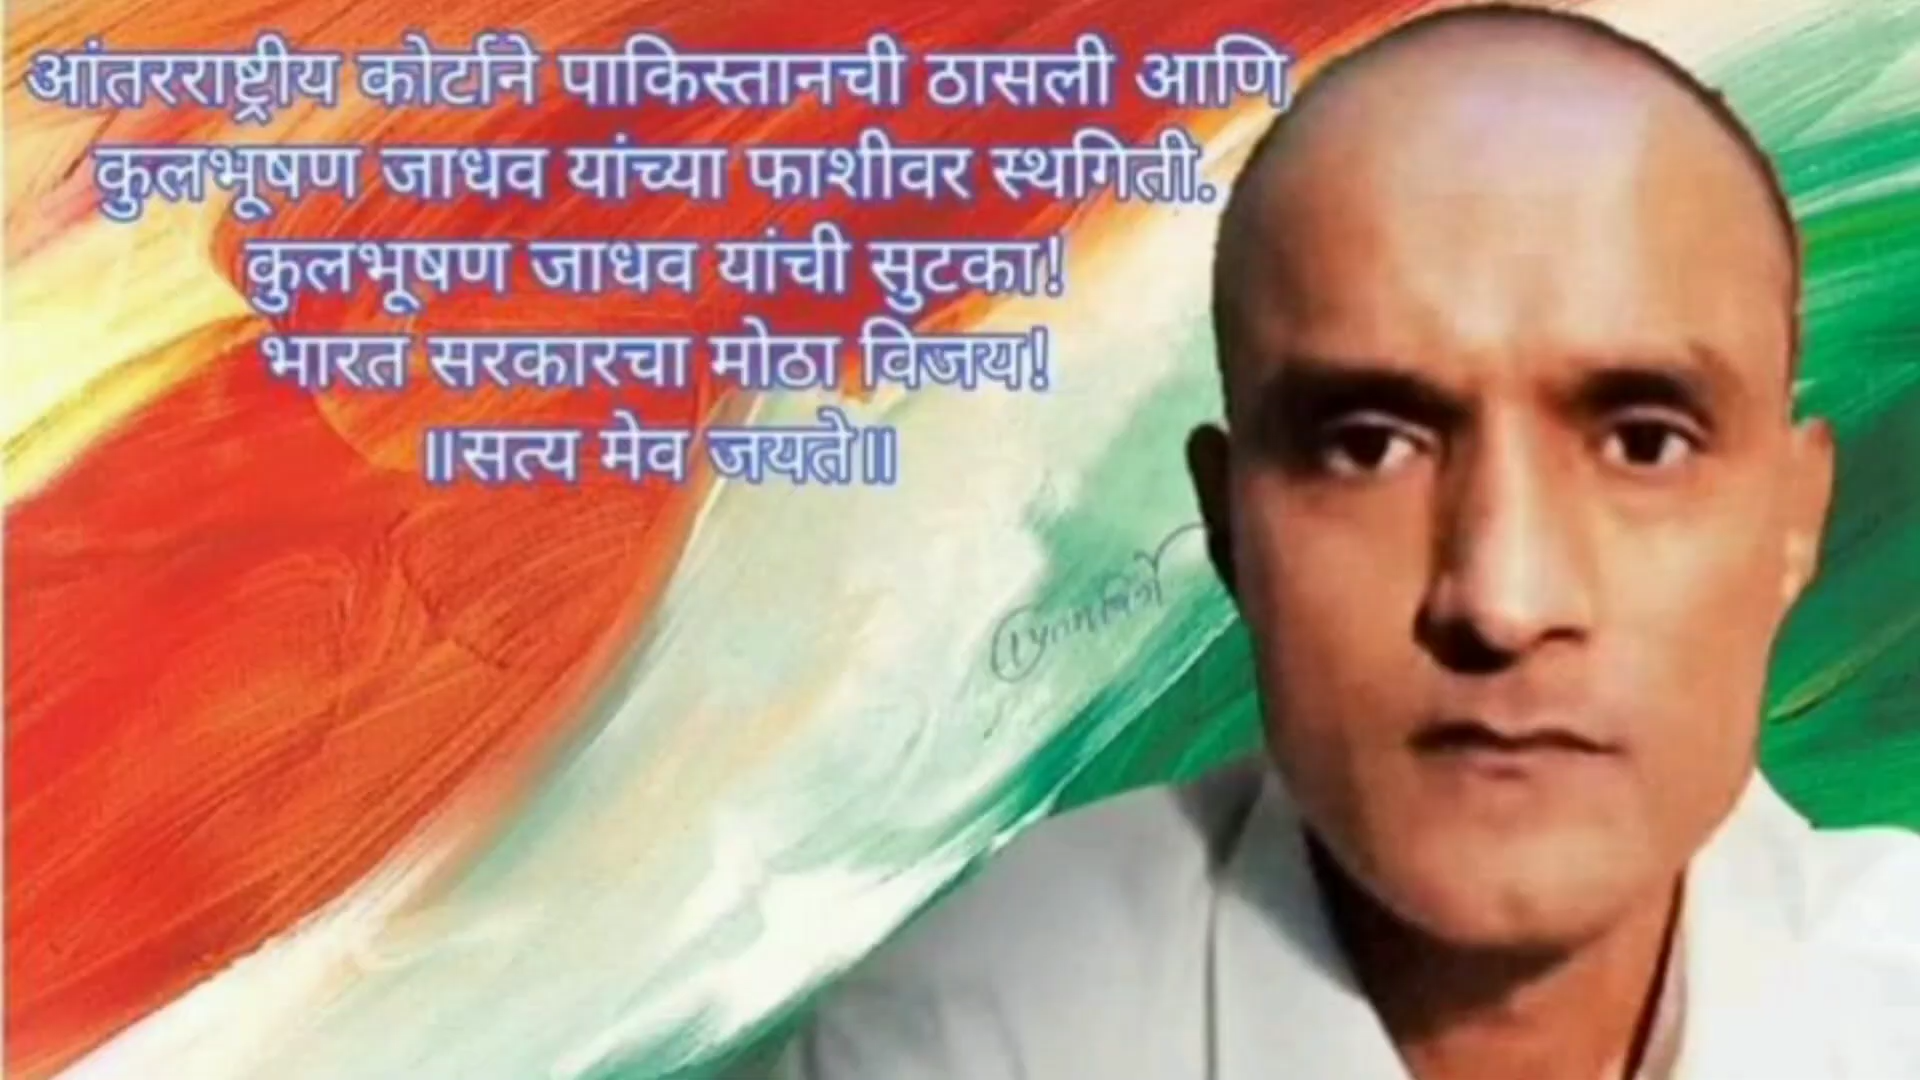 आंतरराष्ट्रीय कोर्टाने पाकिस्तानची ठासली आणि
कुलभूषण जाधव यांच्या फाशीवर स्थगिती.
कुलभूषण जाधव यांची सुटका!
भारत सरकारचा मोठा विजय!
॥सत्य मेव जयते॥